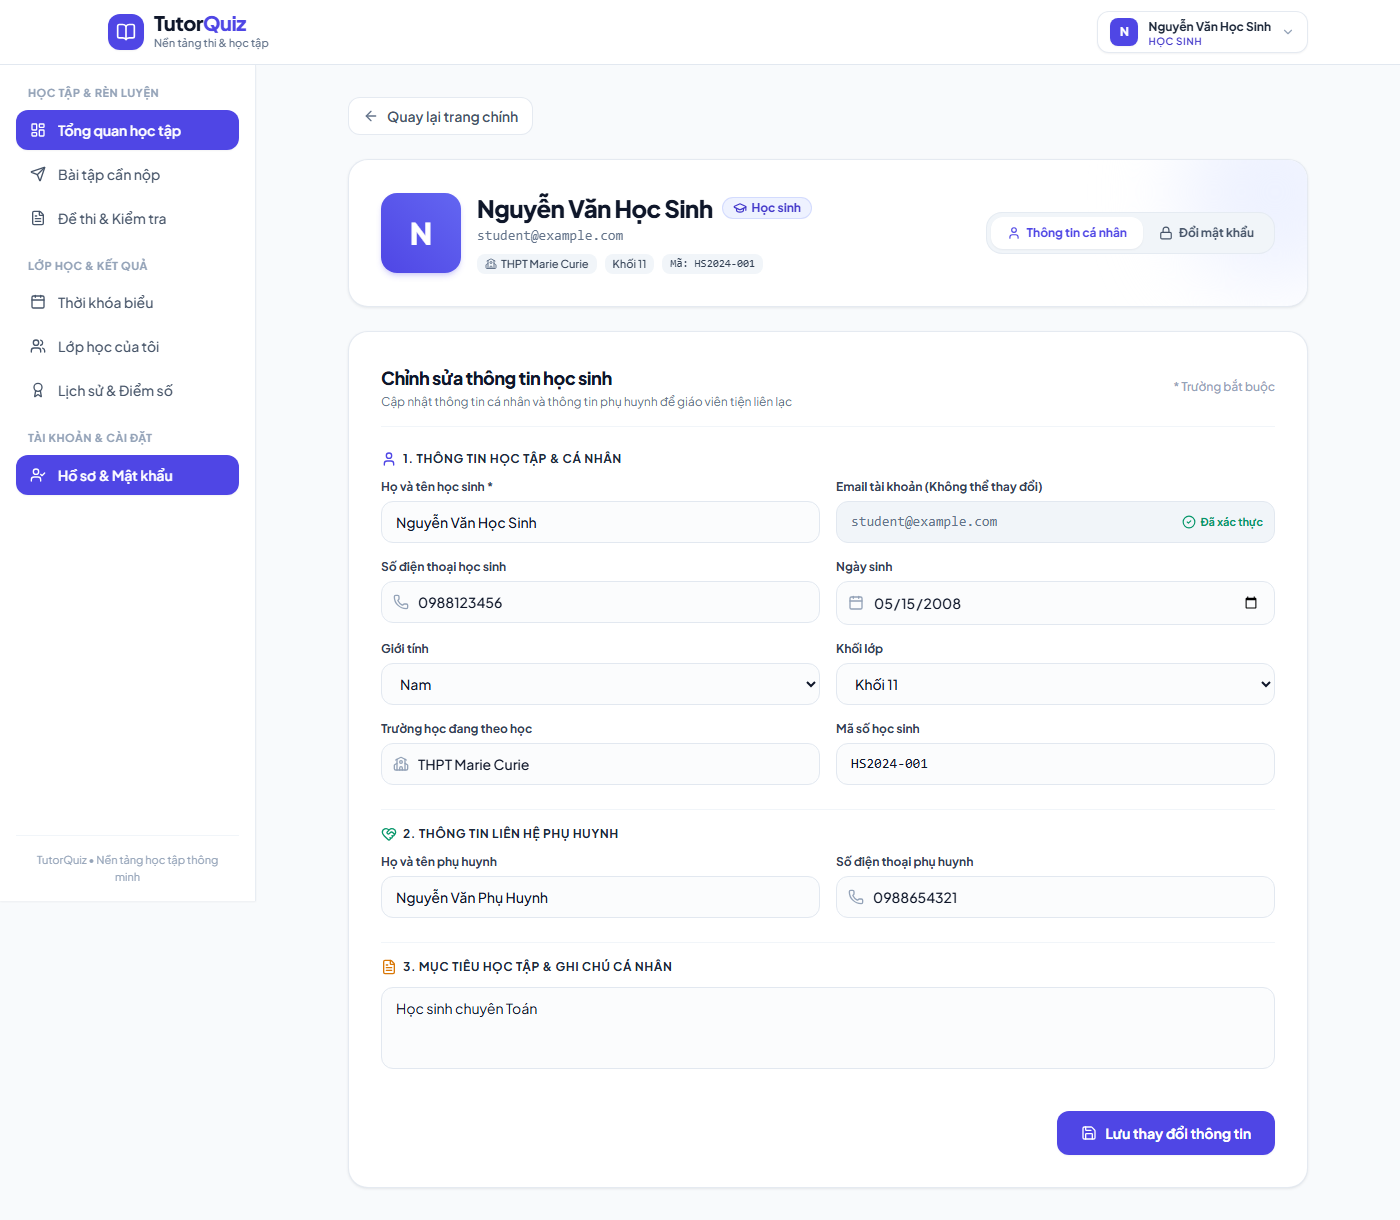 TutorQuiz
Nền tảng thi & học tập
N
Nguyễn Văn Học Sinh
HỌC SINH
HỌC TẬP & RÈN LUYỆN
Tổng quan học tập
Bài tập cần nộp
Đề thi & Kiểm tra
LỚP HỌC & KẾT QUẢ
Thời khóa biểu
Lớp học của tôi
Lịch sử & Điểm số
TÀI KHOẢN & CÀI ĐẶT
Hồ sơ & Mật khẩu
TutorQuiz • Nền tảng học tập thông
minh
Quay lại trang chính
N
Nguyễn Văn Học Sinh
Học sinh
student@example.com
THPT Marie Curie
Khối 11
Mã: HS2024-001
Thông tin cá nhân
Đổi mật khẩu
Chỉnh sửa thông tin học sinh
Cập nhật thông tin cá nhân và thông tin phụ huynh để giáo viên tiện liên lạc
* Trường bắt buộc
1. THÔNG TIN HỌC TẬP & CÁ NHÂN
Họ và tên học sinh *
Email tài khoản (Không thể thay đổi)
Nguyễn Văn Học Sinh
student@example.com
Đã xác thực
Số điện thoại học sinh
Ngày sinh
0988123456
05/15/2008
Giới tính
Khối lớp
Nam
Khối 11
Trường học đang theo học
Mã số học sinh
THPT Marie Curie
HS2024-001
2. THÔNG TIN LIÊN HỆ PHỤ HUYNH
Họ và tên phụ huynh
Số điện thoại phụ huynh
Nguyễn Văn Phụ Huynh
0988654321
3. MỤC TIÊU HỌC TẬP & GHI CHÚ CÁ NHÂN
Học sinh chuyên Toán
Lưu thay đổi thông tin